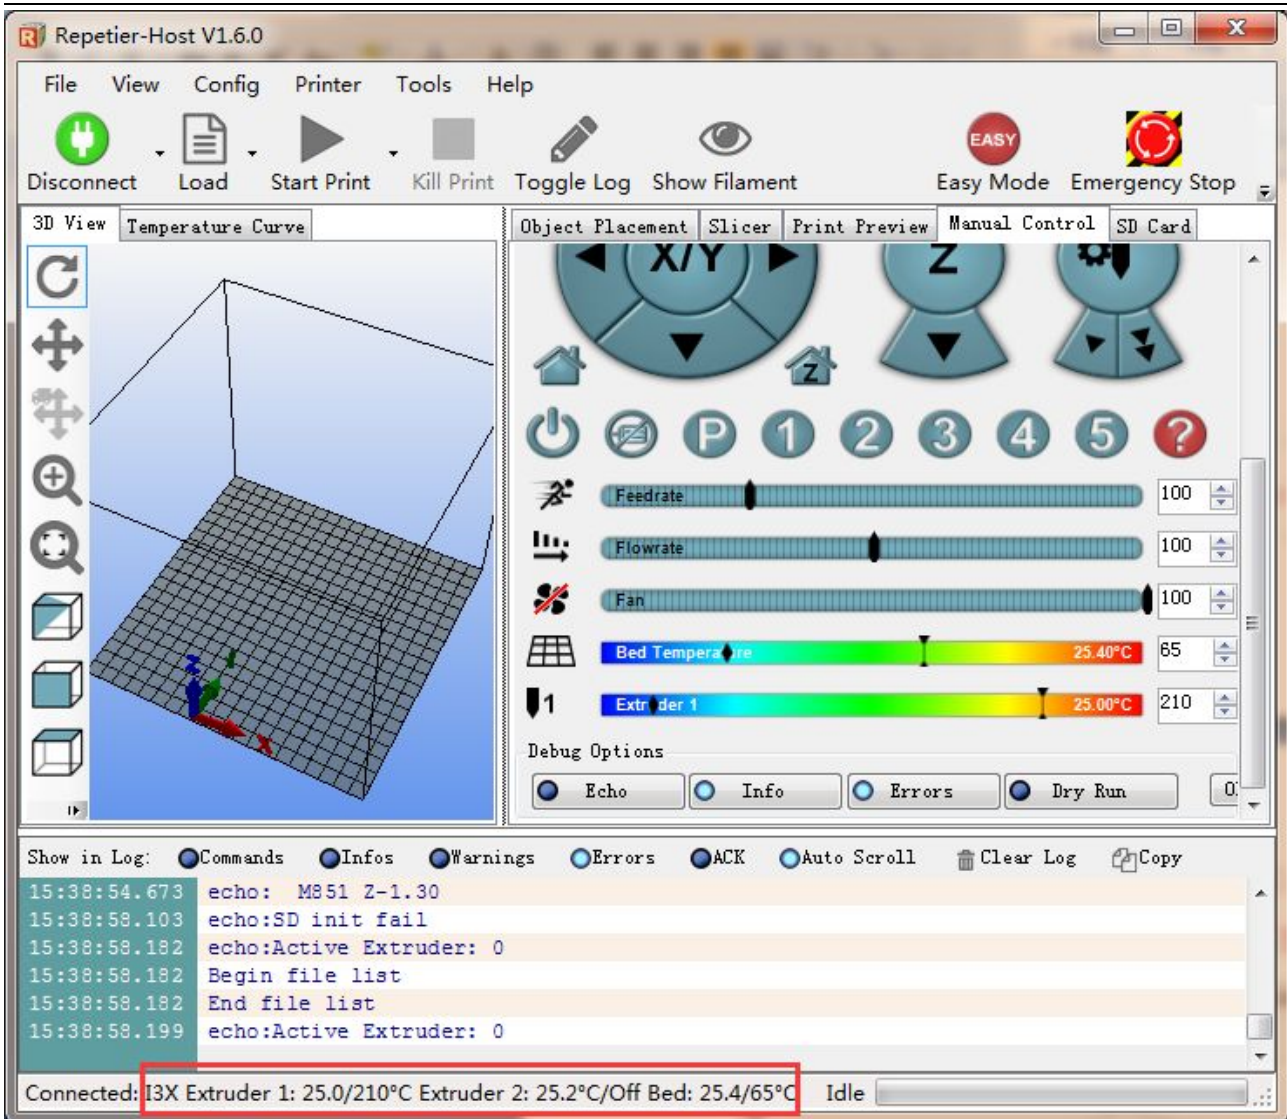 Repetier-Host V1.6.0
File View Config Printer Tools Help
Disconnect Load Start Print Kill Print Toggle Log Show Filament EASY Easy Mode Emergency Stop
3D View Temperature Curve Object Placement Slicer Print Preview Manual Control SD Card
X/Y Z
Z
P 1 2 3 4 5 ?
Feedrate 100
Flowrate 100
Fan 100
Bed Temperature 25.40°C 65
1 Extruder 1 25.00°C 210
Debug Options
Echo Info Errors Dry Run
Z Y X
Show in Log: Commands Infos Warnings Errors ACK Auto Scroll Clear Log Copy
15:38:54.673 echo: M851 Z-1.30
15:38:58.103 echo:SD init fail
15:38:58.182 echo:Active Extruder: 0
15:38:58.182 Begin file list
15:38:58.182 End file list
15:38:58.199 echo:Active Extruder: 0
Connected: I3X Extruder 1: 25.0/210°C Extruder 2: 25.2°C/Off Bed: 25.4/65°C Idle